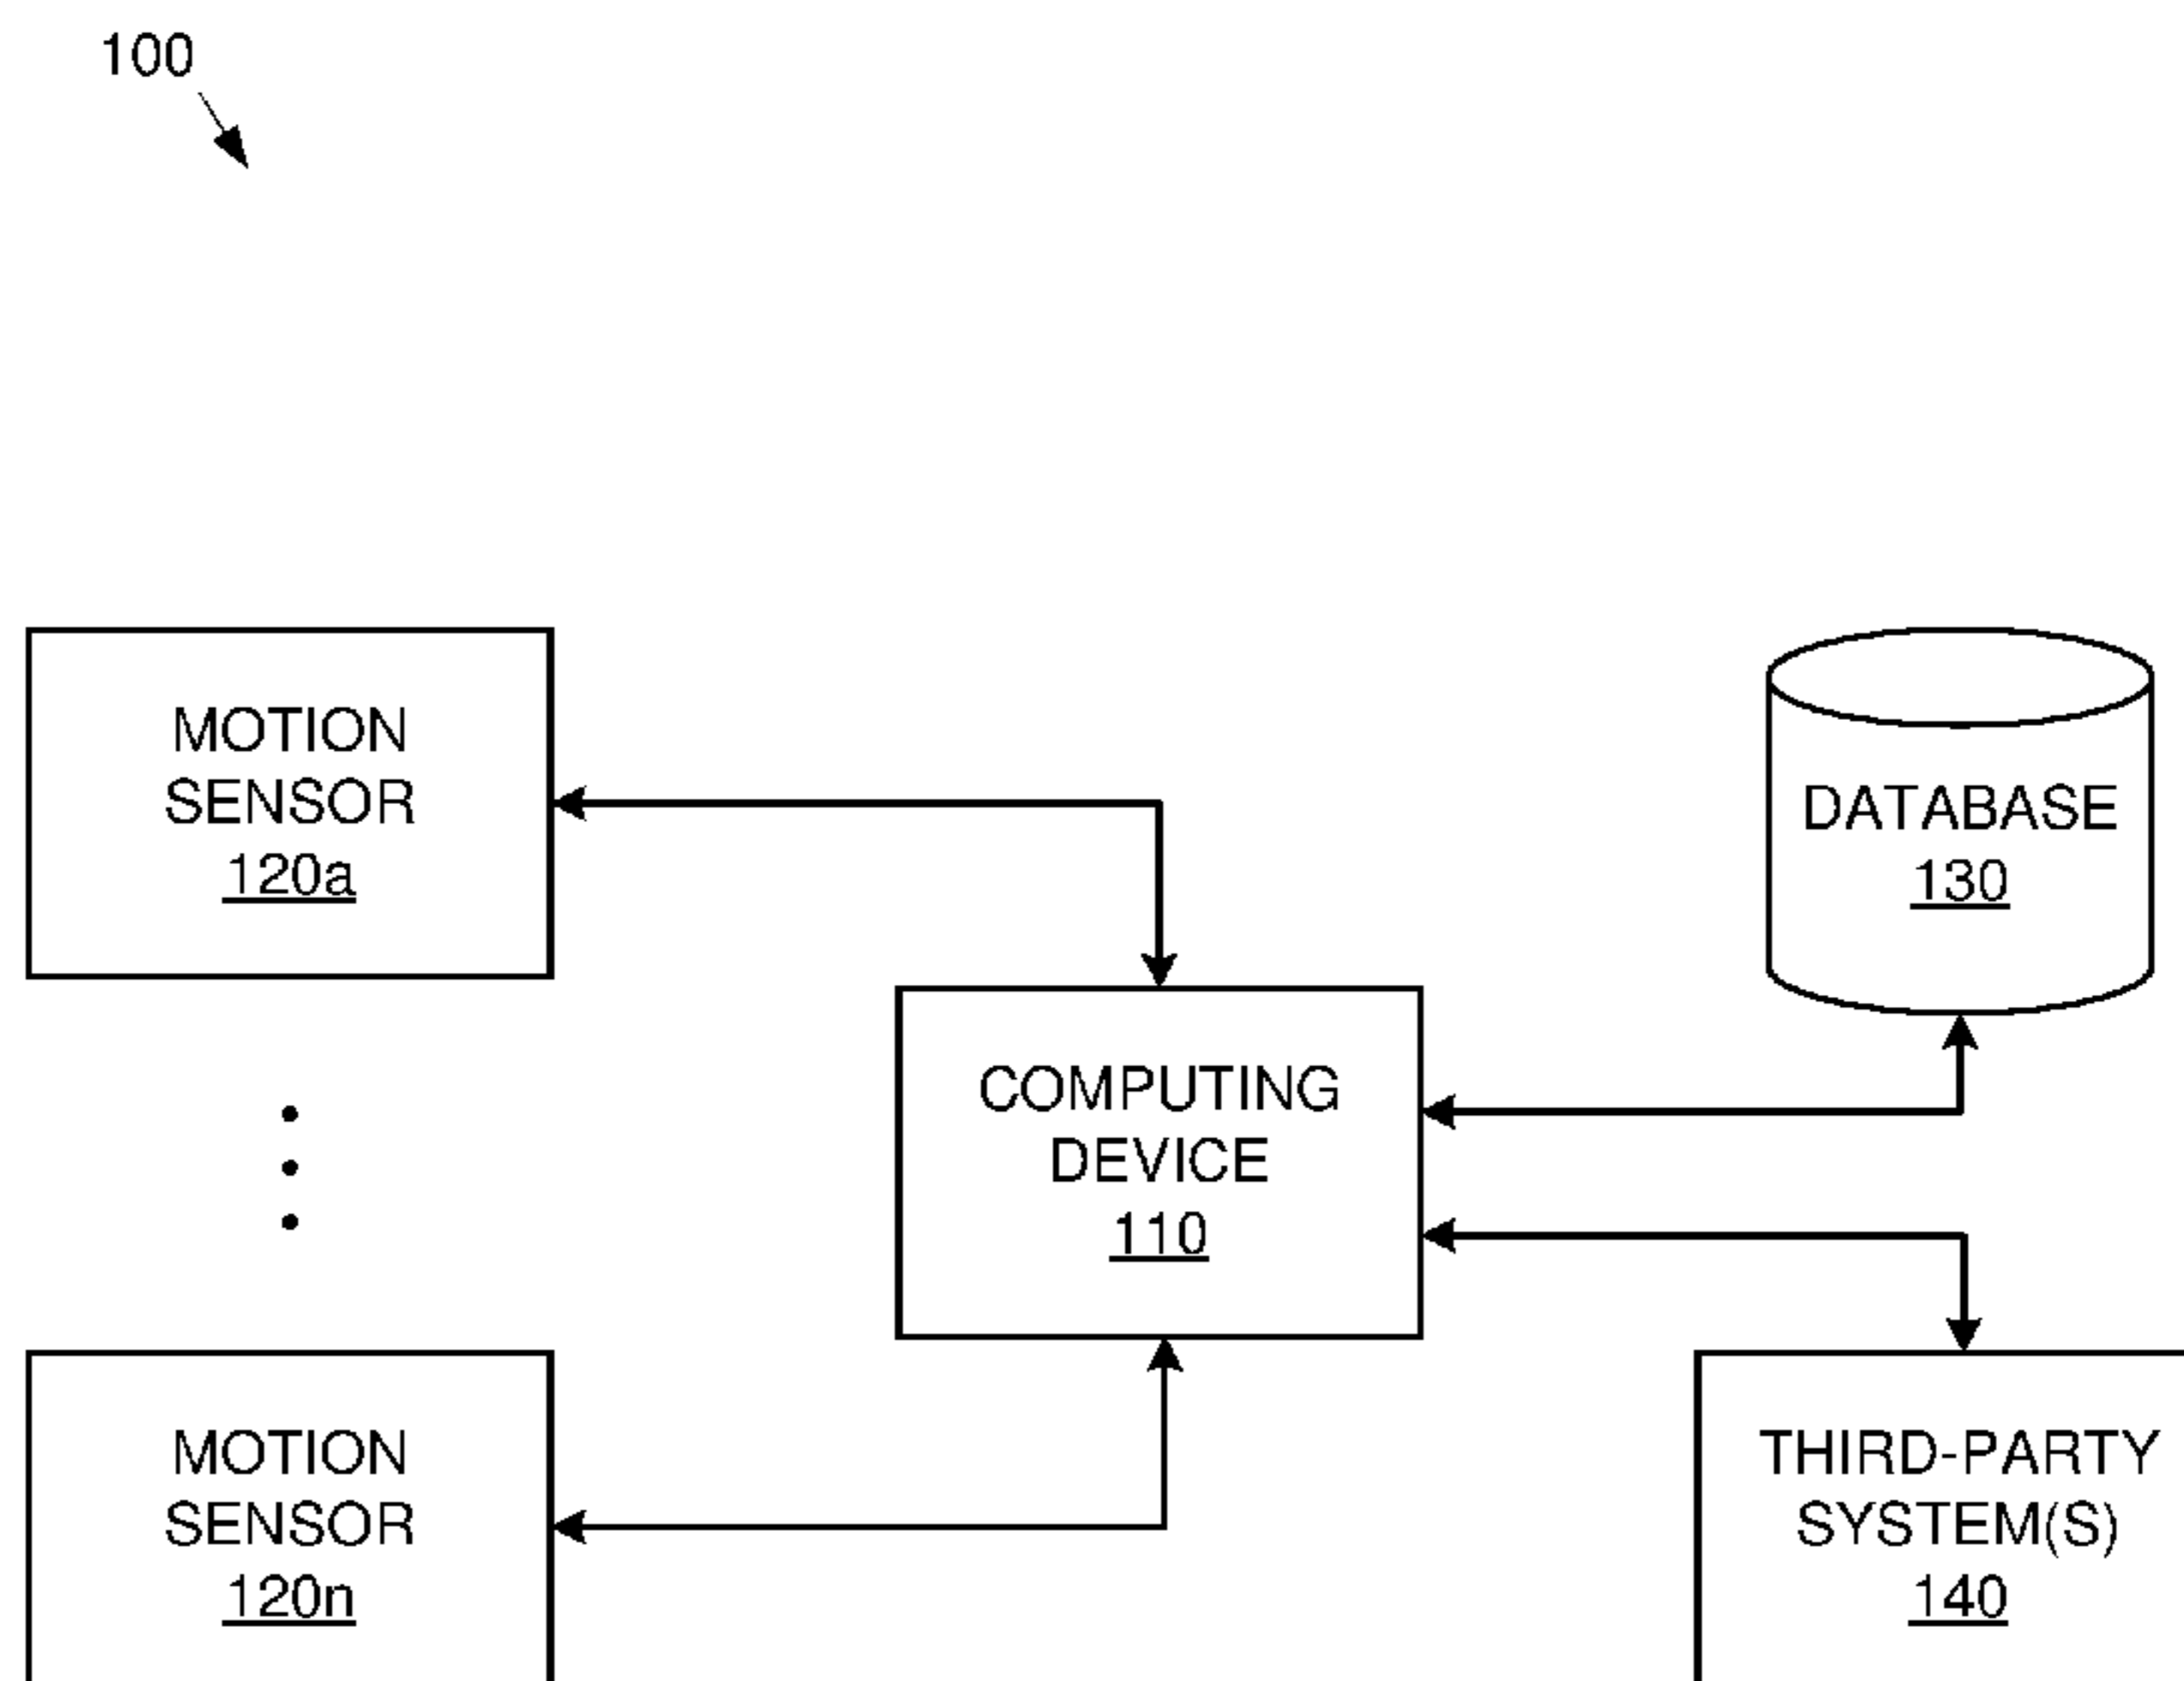 100
MOTION
SENSOR
120a
DATABASE
130
COMPUTING
DEVICE
110
MOTION
SENSOR
120n
THIRD-PARTY
SYSTEM(S)
140